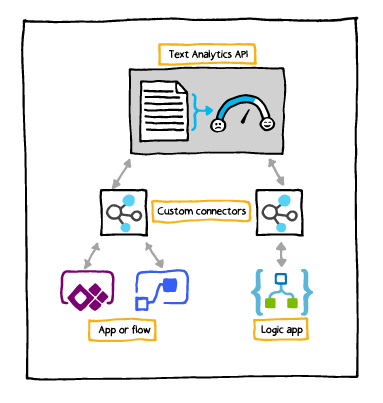 Text Analytics API
Custom connectors
App or flow
Logic app